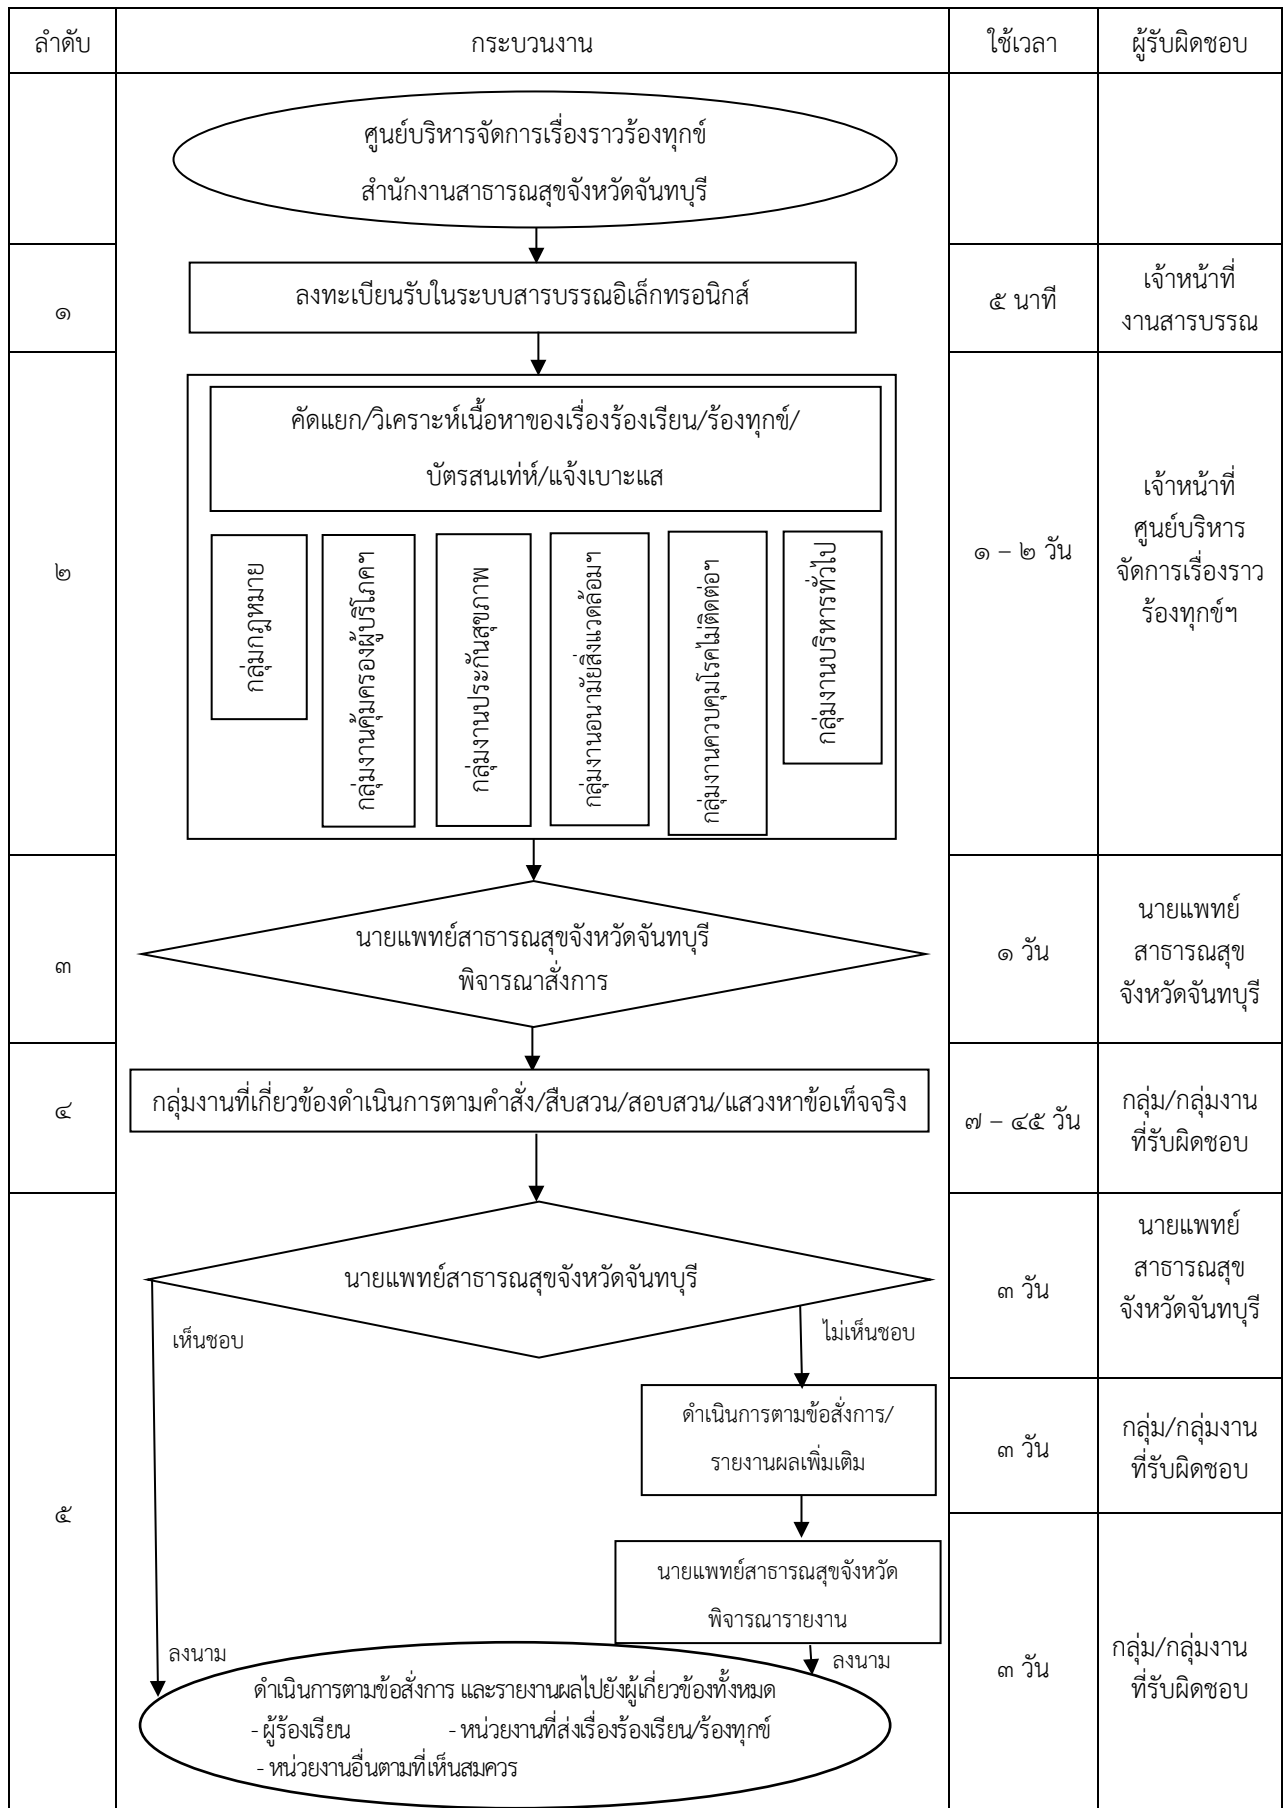 ลำดับ
กระบวนงาน
ใช้เวลา
ผู้รับผิดชอบ
ศูนย์บริหารจัดการเรื่องราวร้องทุกข์
สำนักงานสาธารณสุขจังหวัดจันทบุรี
๑
ลงทะเบียนรับในระบบสารบรรณอิเล็กทรอนิกส์
๕ นาที
เจ้าหน้าที่
งานสารบรรณ
๒
คัดแยก/วิเคราะห์เนื้อหาของเรื่องร้องเรียน/ร้องทุกข์/
บัตรสนเท่ห์/แจ้งเบาะแส
กลุ่มกฎหมาย
กลุ่มงานคุ้มครองผู้บริโภคฯ
กลุ่มงานประกันสุขภาพ
กลุ่มงานอนามัยสิ่งแวดล้อมฯ
กลุ่มงานควบคุมโรคไม่ติดต่อฯ
กลุ่มงานบริหารทั่วไป
๑ – ๒ วัน
เจ้าหน้าที่
ศูนย์บริหาร
จัดการเรื่องราว
ร้องทุกข์ฯ
๓
นายแพทย์สาธารณสุขจังหวัดจันทบุรี
พิจารณาสั่งการ
๑ วัน
นายแพทย์
สาธารณสุข
จังหวัดจันทบุรี
๔
กลุ่มงานที่เกี่ยวข้องดำเนินการตามคำสั่ง/สืบสวน/สอบสวน/แสวงหาข้อเท็จจริง
๗ – ๔๕ วัน
กลุ่ม/กลุ่มงาน
ที่รับผิดชอบ
๕
นายแพทย์สาธารณสุขจังหวัดจันทบุรี
๓ วัน
นายแพทย์
สาธารณสุข
จังหวัดจันทบุรี
เห็นชอบ
ไม่เห็นชอบ
ดำเนินการตามข้อสั่งการ/
รายงานผลเพิ่มเติม
๓ วัน
กลุ่ม/กลุ่มงาน
ที่รับผิดชอบ
นายแพทย์สาธารณสุขจังหวัด
พิจารณารายงาน
ลงนาม
ลงนาม
ดำเนินการตามข้อสั่งการ และรายงานผลไปยังผู้เกี่ยวข้องทั้งหมด
- ผู้ร้องเรียน - หน่วยงานที่ส่งเรื่องร้องเรียน/ร้องทุกข์
- หน่วยงานอื่นตามที่เห็นสมควร
๓ วัน
กลุ่ม/กลุ่มงาน
ที่รับผิดชอบ